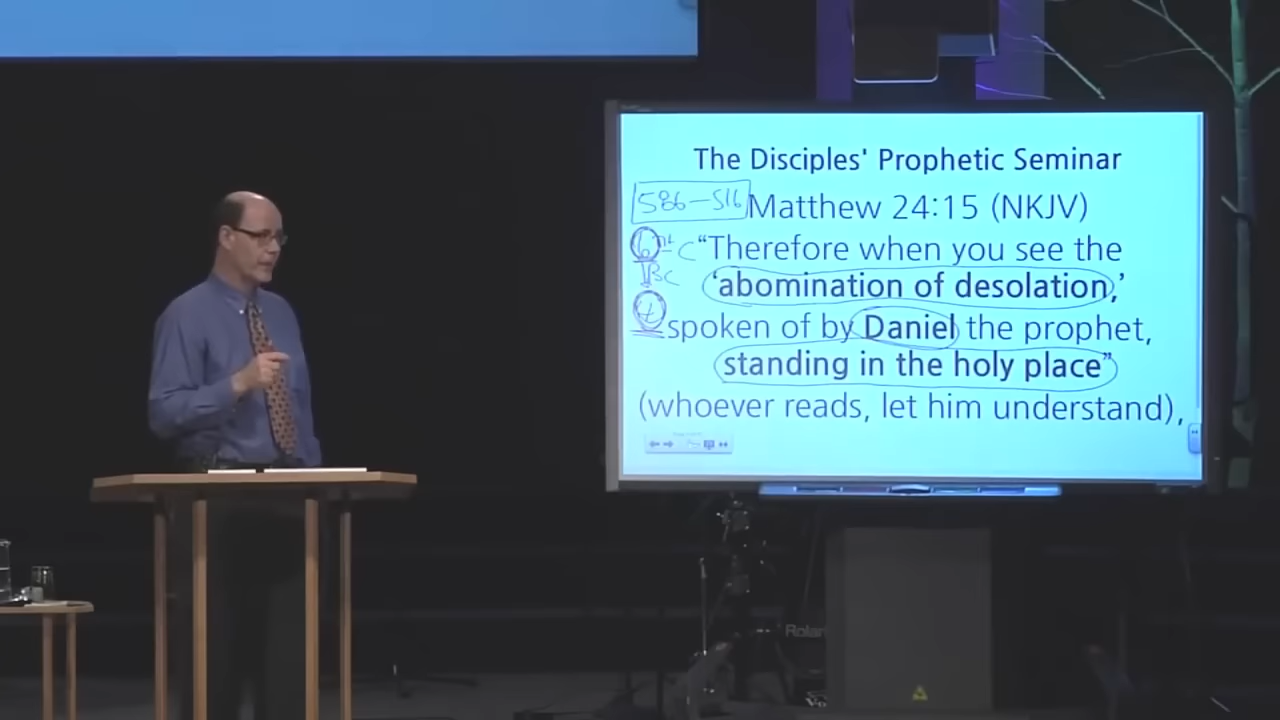 The Disciples' Prophetic Seminar
586-516
Matthew 24:15 (NKJV)
"Therefore when you see the
'abomination of desolation,'
BC
spoken of by Daniel the prophet,
standing in the holy place"
(whoever reads, let him understand),
Roland